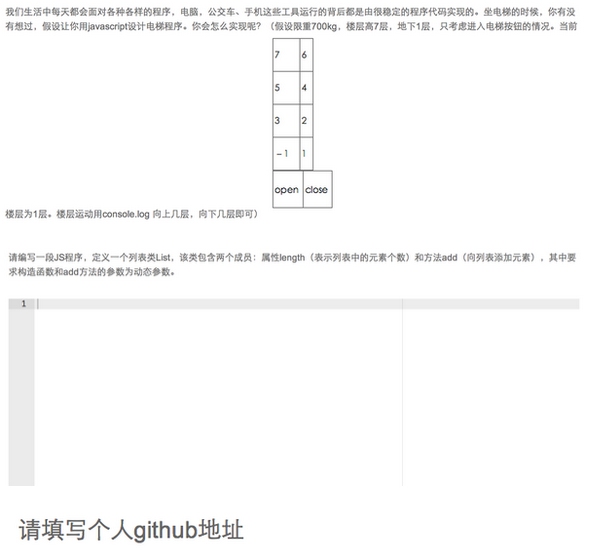 我们生活中每天都会面对各种各样的程序，电脑，公交车、手机这些工具运行的背后都是由很稳定的程序代码实现的。坐电梯的时候，你有没
有想过，假设让你用javascript设计电梯程序。你会怎么实现呢？（假设限重700kg，楼层高7层，地下1层，只考虑进入电梯按钮的情况。当前
7 6
5 4
3 2
-1 1
open close
楼层为1层。楼层运动用console.log 向上几层，向下几层即可）
请编写一段JS程序，定义一个列表类List，该类包含两个成员：属性length（表示列表中的元素个数）和方法add（向列表添加元素），其中要
求构造函数和add方法的参数为动态参数。
1
请填写个人github地址